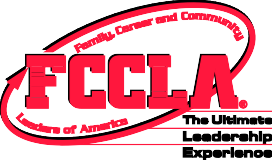 Family, Career and Community
FCCLA®
Leaders of America
The Ultimate
Leadership
Experience